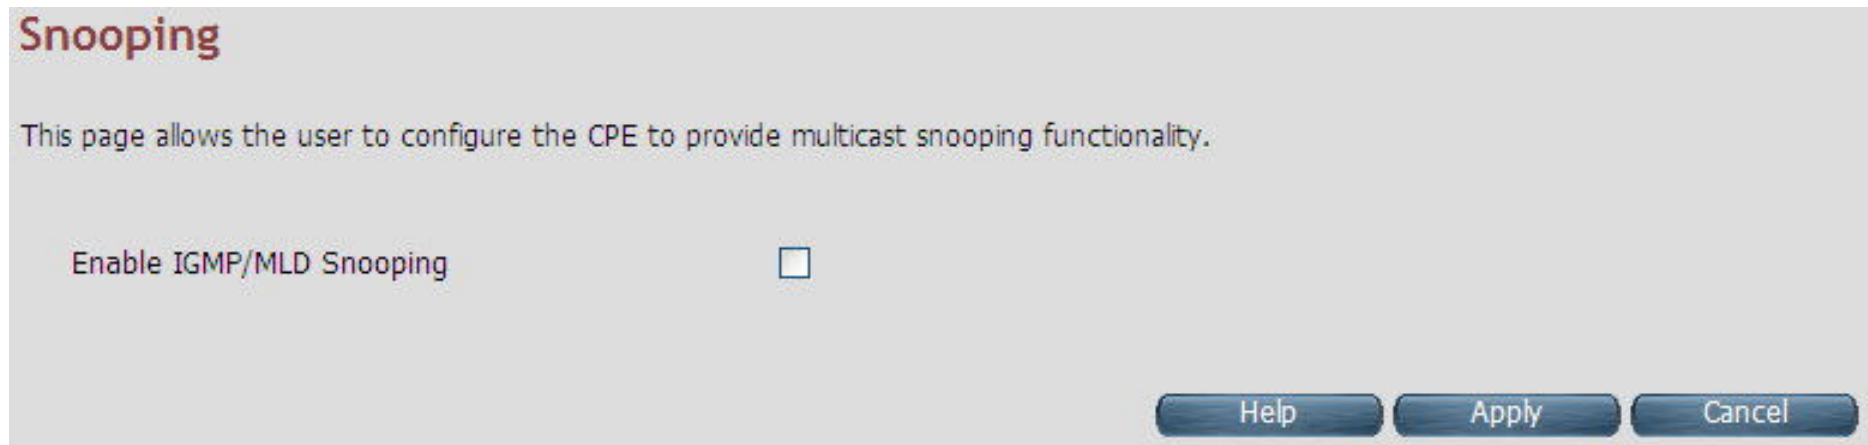 Snooping
This page allows the user to configure the CPE to provide multicast snooping functionality.
Enable IGMP/MLD Snooping
Help Apply Cancel